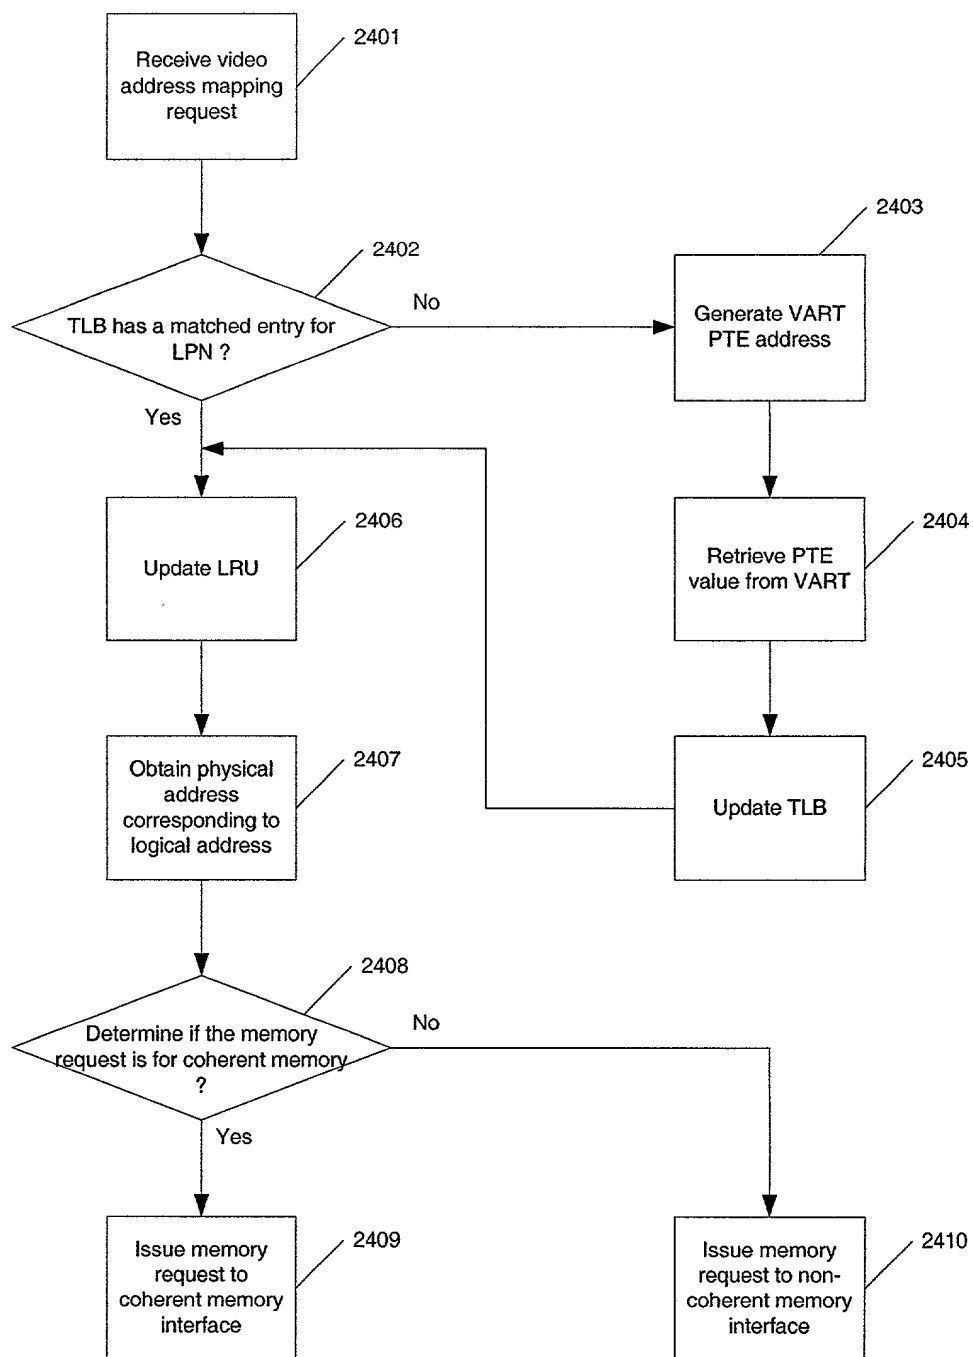 2401
Receive video
address mapping
request
2402
TLB has a matched entry for
LPN ?
No
Yes
2403
Generate VART
PTE address
2406
Update LRU
2404
Retrieve PTE
value from VART
2407
Obtain physical
address
corresponding to
logical address
2405
Update TLB
2408
Determine if the memory
request is for coherent memory
?
No
Yes
2409
Issue memory
request to
coherent memory
interface
2410
Issue memory
request to non-
coherent memory
interface